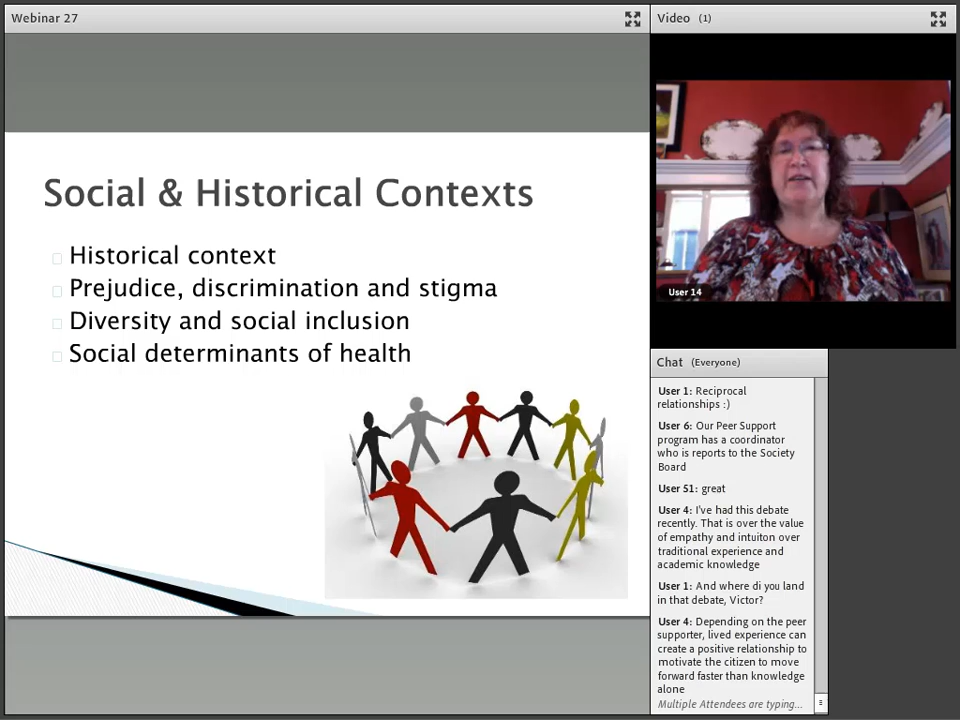 Webinar 27
Social & Historical Contexts
Historical context
Prejudice, discrimination and stigma
Diversity and social inclusion
Social determinants of health
Video (1)
User 14
Chat (Everyone)
User 1: Reciprocal
relationships :)
User 6: Our Peer Support
program has a coordinator
who is reports to the Society
Board
User 51: great
User 4: I've had this debate
recently. That is over the value
of empathy and intuiton over
traditional experience and
academic knowledge
User 1: And where di you land
in that debate, Victor?
User 4: Depending on the peer
supporter, lived experience can
create a positive relationship to
motivate the citizen to move
forward faster than knowledge
alone
Multiple Attendees are typing...